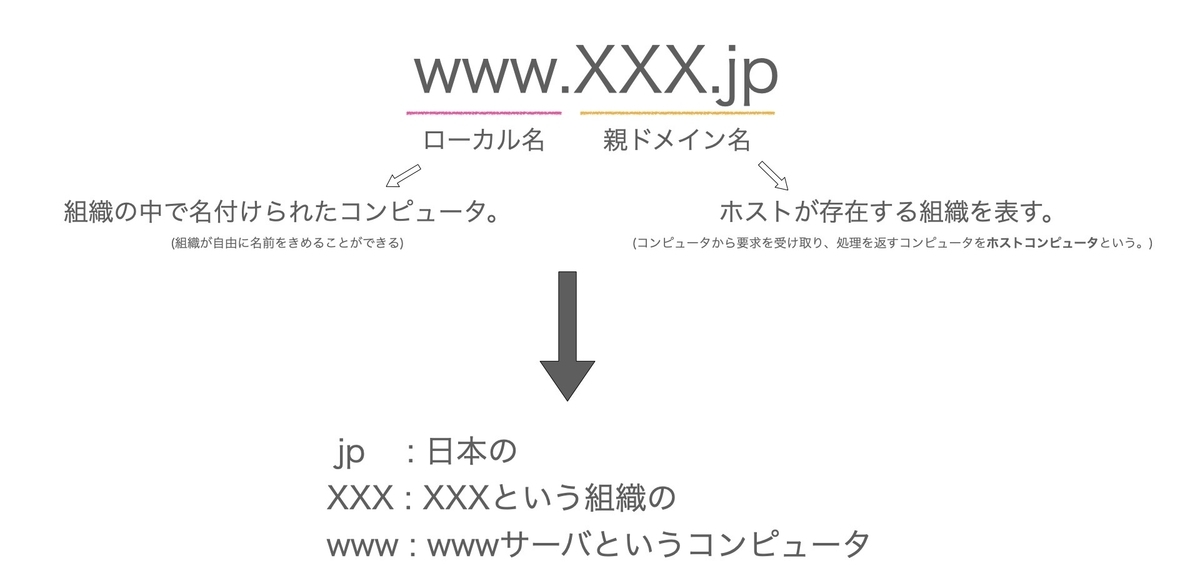 www.XXX.jp
ローカル名 親ドメイン名
組織の中で名付けられたコンピュータ。
(組織が自由に名前をきめることができる)
ホストが存在する組織を表す。
(コンピュータから要求を受け取り、処理を返すコンピュータをホストコンピュータという。)
jp : 日本の
XXX : XXXという組織の
www : wwwサーバというコンピュータ